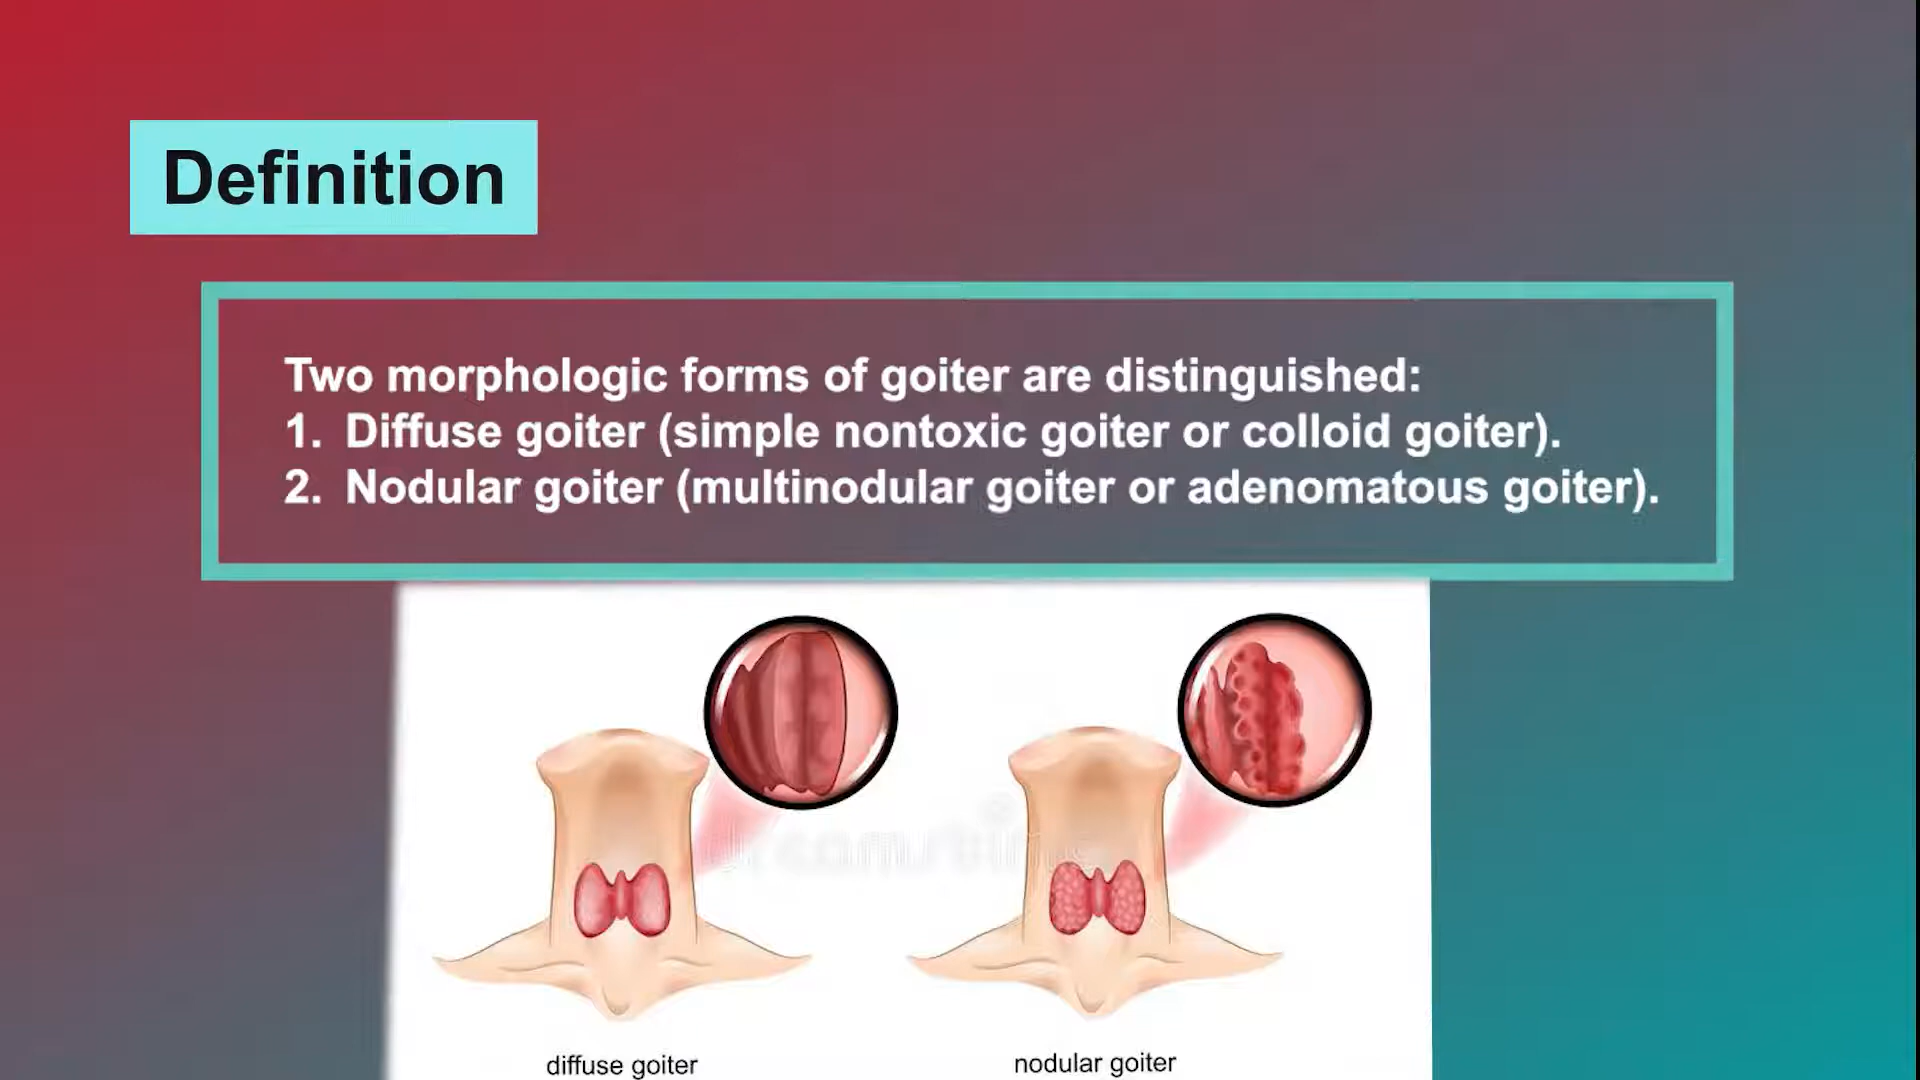 Definition
Two morphologic forms of goiter are distinguished:
1. Diffuse goiter (simple nontoxic goiter or colloid goiter).
2. Nodular goiter (multinodular goiter or adenomatous goiter).
diffuse goiter
nodular goiter